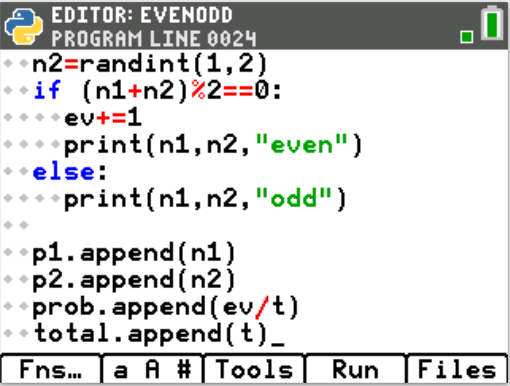 EDITOR: EVENODD
PROGRAM LINE 0024
n2=randint(1,2)
if (n1+n2)%2==0:
ev+=1
print(n1,n2,"even")
else:
print(n1,n2,"odd")
p1.append(n1)
p2.append(n2)
prob.append(ev/t)
total.append(t)_
Fns… a A # Tools Run Files